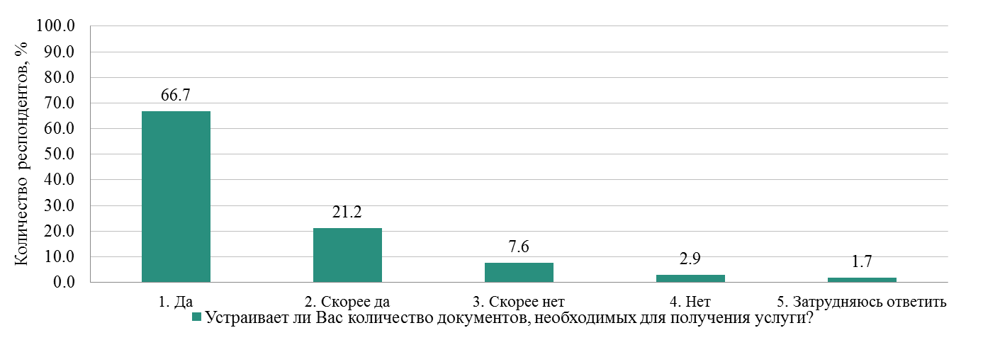 Количество респондентов, %
100.0
90.0
80.0
70.0
60.0
50.0
40.0
30.0
20.0
10.0
0.0
66.7
21.2
7.6
2.9
1.7
1. Да
2. Скорее да
3. Скорее нет
4. Нет
5. Затрудняюсь ответить
Устраивает ли Вас количество документов, необходимых для получения услуги?